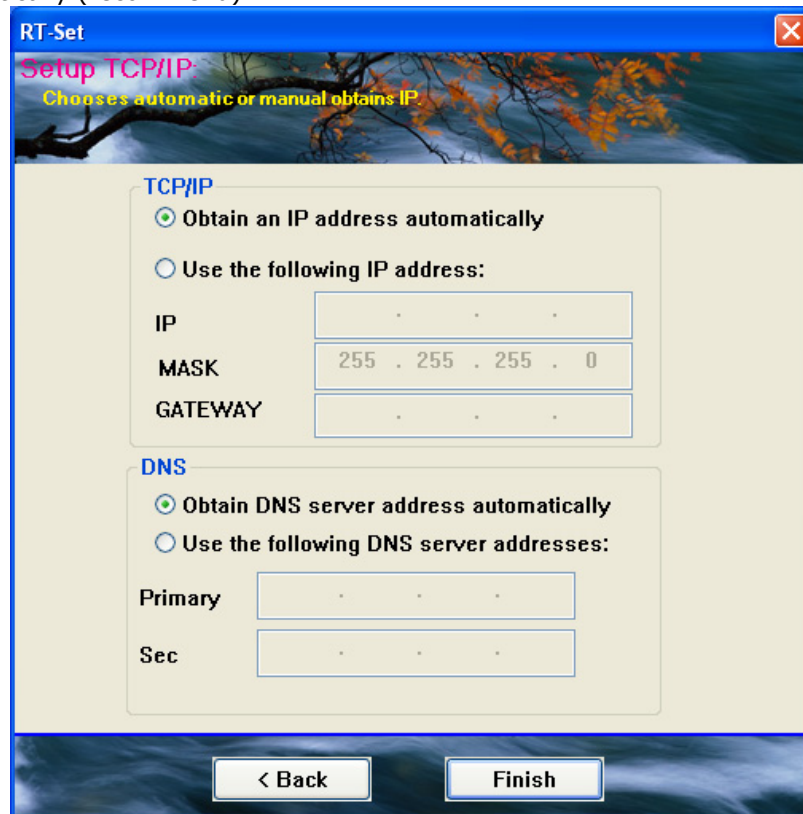 RT-Set
Setup TCP/IP:
Chooses automatic or manual obtains IP.
TCP/IP
Obtain an IP address automatically
Use the following IP address:
IP . . .
MASK 255 . 255 . 255 . 0
GATEWAY . . .
DNS
Obtain DNS server address automatically
Use the following DNS server addresses:
Primary . . .
Sec . . .
< Back Finish